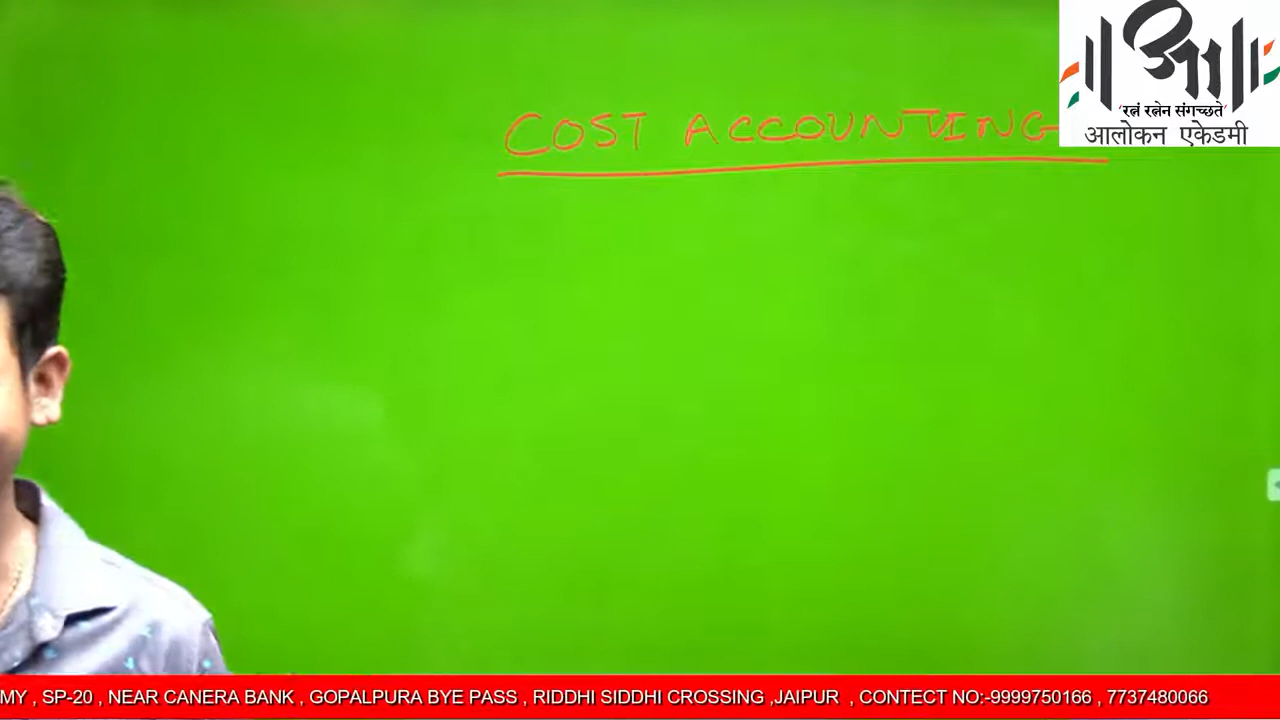 COST ACCOUNTING
'रत्नं रत्नेन संगच्छते'
आलोकन एकेडमी
MY , SP-20 , NEAR CANERA BANK , GOPALPURA BYE PASS , RIDDHI SIDDHI CROSSING ,JAIPUR , CONTECT NO:-9999750166 , 7737480066